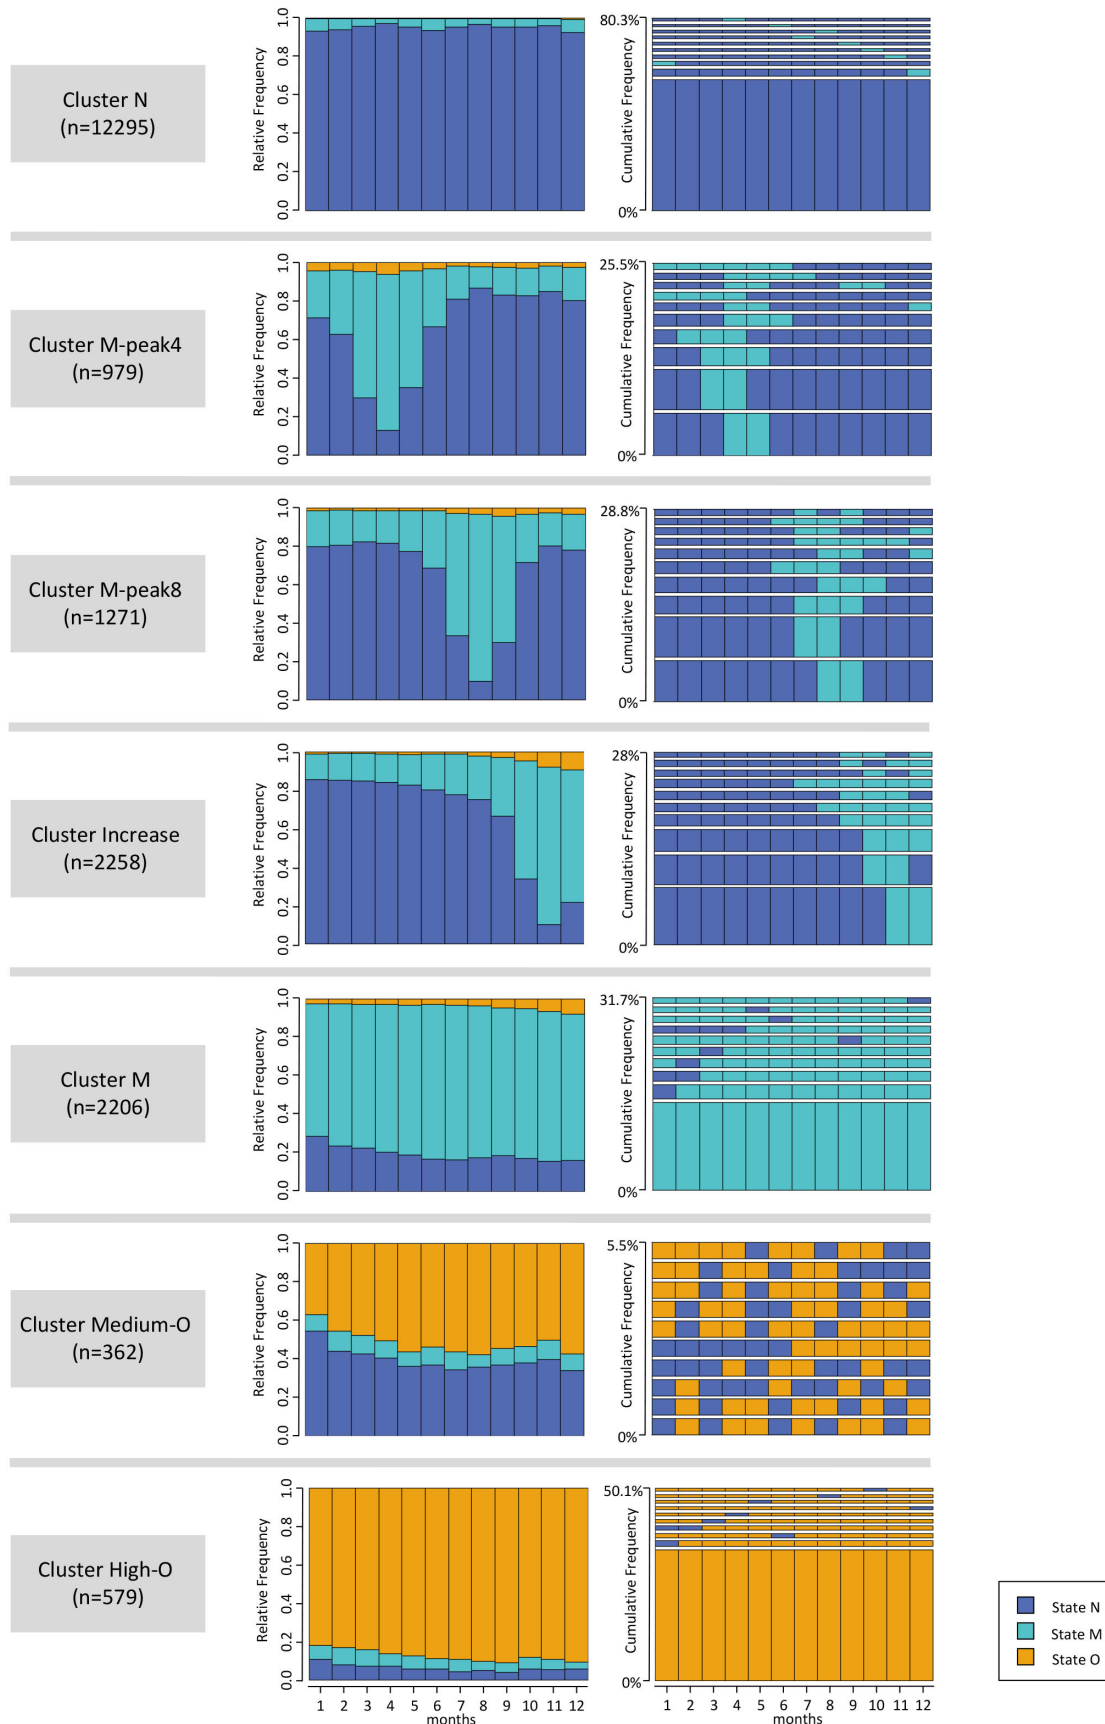 Cluster N
(n=12295)
Relative Frequency
0.0 0.2 0.4 0.6 0.8 1.0
Cumulative Frequency
80.3%
0%
Cluster M-peak4
(n=979)
Relative Frequency
0.0 0.2 0.4 0.6 0.8 1.0
Cumulative Frequency
25.5%
0%
Cluster M-peak8
(n=1271)
Relative Frequency
0.0 0.2 0.4 0.6 0.8 1.0
Cumulative Frequency
28.8%
0%
Cluster Increase
(n=2258)
Relative Frequency
0.0 0.2 0.4 0.6 0.8 1.0
Cumulative Frequency
28%
0%
Cluster M
(n=2206)
Relative Frequency
0.0 0.2 0.4 0.6 0.8 1.0
Cumulative Frequency
31.7%
0%
Cluster Medium-O
(n=362)
Relative Frequency
0.0 0.2 0.4 0.6 0.8 1.0
Cumulative Frequency
5.5%
0%
Cluster High-O
(n=579)
Relative Frequency
0.0 0.2 0.4 0.6 0.8 1.0
Cumulative Frequency
50.1%
0%
1 2 3 4 5 6 7 8 9 10 11 12
months
1 2 3 4 5 6 7 8 9 10 11 12
months
State N
State M
State O